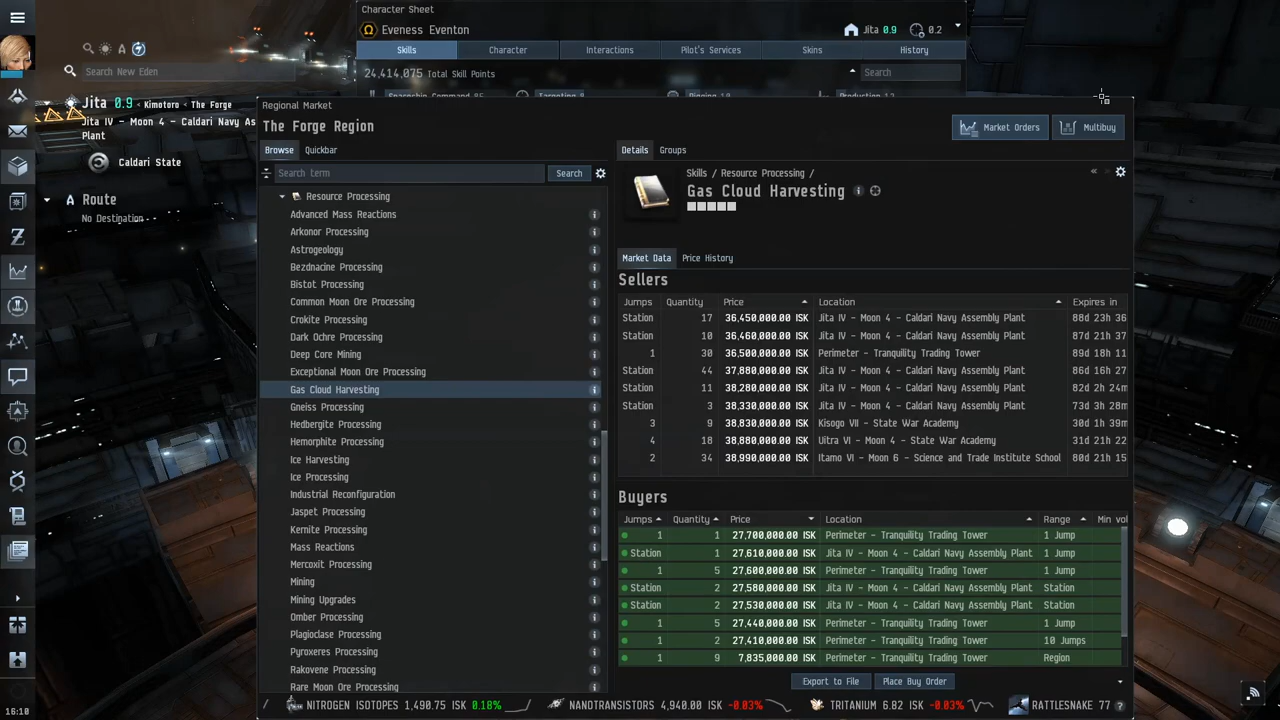 Character Sheet
Eveness Eventon
Jita 0.9
0.2
Skills Character Interactions Pilot's Services Skins History
24,414,075 Total Skill Points
Search
Spaceship Command 85 Targeting 8 Rigging 10 Production 12
Search New Eden
Jita 0.9 < Kimotoro < The Forge
Jita IV - Moon 4 - Caldari Navy As
Plant
Caldari State
Route
No Destination
Regional Market
The Forge Region
Market Orders Multibuy
Browse Quickbar
Search term Search
Resource Processing
Advanced Mass Reactions
Arkonor Processing
Astrogeology
Bezdnacine Processing
Bistot Processing
Common Moon Ore Processing
Crokite Processing
Dark Ochre Processing
Deep Core Mining
Exceptional Moon Ore Processing
Gas Cloud Harvesting
Gneiss Processing
Hedbergite Processing
Hemorphite Processing
Ice Harvesting
Ice Processing
Industrial Reconfiguration
Jaspet Processing
Kernite Processing
Mass Reactions
Mercoxit Processing
Mining
Mining Upgrades
Omber Processing
Plagioclase Processing
Pyroxeres Processing
Rakovene Processing
Rare Moon Ore Processing
Details Groups
Skills / Resource Processing /
Gas Cloud Harvesting
Market Data Price History
Sellers
Jumps Quantity Price Location Expires in
Station 17 36,450,000.00 ISK Jita IV - Moon 4 - Caldari Navy Assembly Plant 88d 23h 36
Station 10 36,460,000.00 ISK Jita IV - Moon 4 - Caldari Navy Assembly Plant 87d 21h 37
1 30 36,500,000.00 ISK Perimeter - Tranquility Trading Tower 89d 18h 11
Station 44 37,880,000.00 ISK Jita IV - Moon 4 - Caldari Navy Assembly Plant 86d 16h 27
Station 11 38,280,000.00 ISK Jita IV - Moon 4 - Caldari Navy Assembly Plant 82d 2h 24m
Station 3 38,330,000.00 ISK Jita IV - Moon 4 - Caldari Navy Assembly Plant 73d 3h 28m
3 9 38,830,000.00 ISK Kisogo VII - State War Academy 30d 1h 39m
4 18 38,880,000.00 ISK Uitra VI - Moon 4 - State War Academy 31d 21h 22
2 34 38,990,000.00 ISK Itamo VI - Moon 6 - Science and Trade Institute School 80d 21h 15
Buyers
Jumps Quantity Price Location Range Min vol
1 1 27,700,000.00 ISK Perimeter - Tranquility Trading Tower 1 Jump
Station 1 27,610,000.00 ISK Jita IV - Moon 4 - Caldari Navy Assembly Plant 1 Jump
1 5 27,600,000.00 ISK Perimeter - Tranquility Trading Tower 1 Jump
Station 2 27,580,000.00 ISK Jita IV - Moon 4 - Caldari Navy Assembly Plant Station
Station 2 27,530,000.00 ISK Jita IV - Moon 4 - Caldari Navy Assembly Plant Station
1 5 27,440,000.00 ISK Perimeter - Tranquility Trading Tower 1 Jump
1 2 27,410,000.00 ISK Perimeter - Tranquility Trading Tower 10 Jumps
1 9 7,835,000.00 ISK Perimeter - Tranquility Trading Tower Region
Export to File Place Buy Order
NITROGEN ISOTOPES 1,490.75 ISK 0.18% NANOTRANSISTORS 4,940.00 ISK -0.03% TRITANIUM 6.82 ISK -0.03% RATTLESNAKE 77
16:10